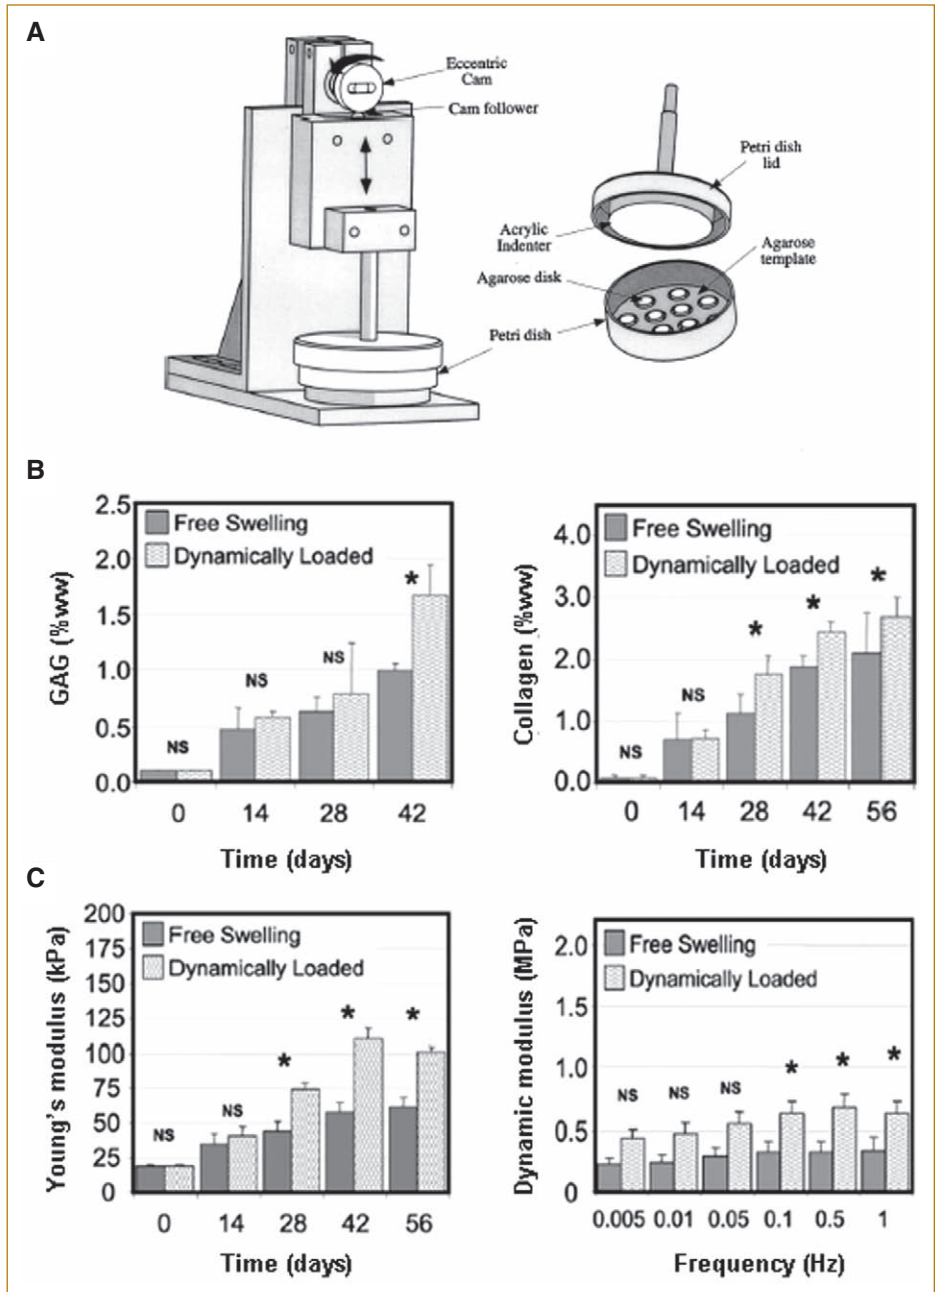 A
Eccentric
Cam
Cam follower
Petri dish
lid
Acrylic
Indenter
Agarose
template
Agarose disk
Petri dish
B
GAG (%ww)
2.5
2.0
1.5
1.0
0.5
0.0
Free Swelling
Dynamically Loaded
NS
NS
NS
*
0 14 28 42
Time (days)
Collagen (%ww)
4.0
3.0
2.0
1.0
0.0
Free Swelling
Dynamically Loaded
NS
NS
*
*
*
0 14 28 42 56
Time (days)
C
Young's modulus (kPa)
200
175
150
125
100
75
50
25
0
Free Swelling
Dynamically Loaded
NS
NS
*
*
*
0 14 28 42 56
Time (days)
Dynamic modulus (MPa)
2.0
1.5
1.0
0.5
0
Free Swelling
Dynamically Loaded
NS
NS
NS
*
*
*
0.005 0.01 0.05 0.1 0.5 1
Frequency (Hz)